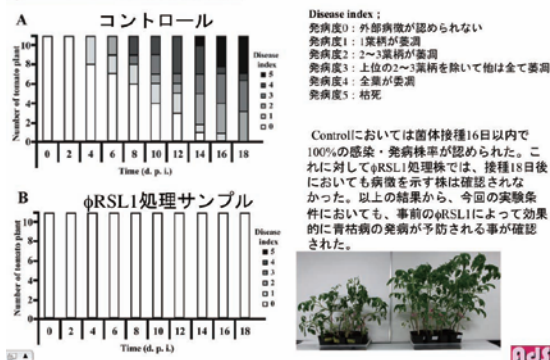 A コントロール
Number of tomato plant
10
8
6
4
2
0
Disease
index
5
4
3
2
1
0
0 2 4 6 8 10 12 14 16 18
Time (d. p. i.)
B φRSL1処理サンプル
Number of tomato plant
10
8
6
4
2
0
Disease
index
5
4
3
2
1
0
0 2 4 6 8 10 12 14 16 18
Time (d. p. i.)
Disease index ;
発病度0：外部病徴が認められない
発病度1：1葉柄が萎凋
発病度2：2~3葉柄が萎凋
発病度3：上位の2~3葉柄を除いて他は全て萎凋
発病度4：全葉が萎凋
発病度5：枯死
Controlにおいては菌体接種16日以内で
100%の感染・発病株率が認められた。こ
れに対してφRSL1処理株では、接種18日後
においても病徴を示す株は確認されな
かった。以上の結果から、今回の実験条
件においても、事前のφRSL1によって効果
的に青枯病の発病が予防される事が確認
された。